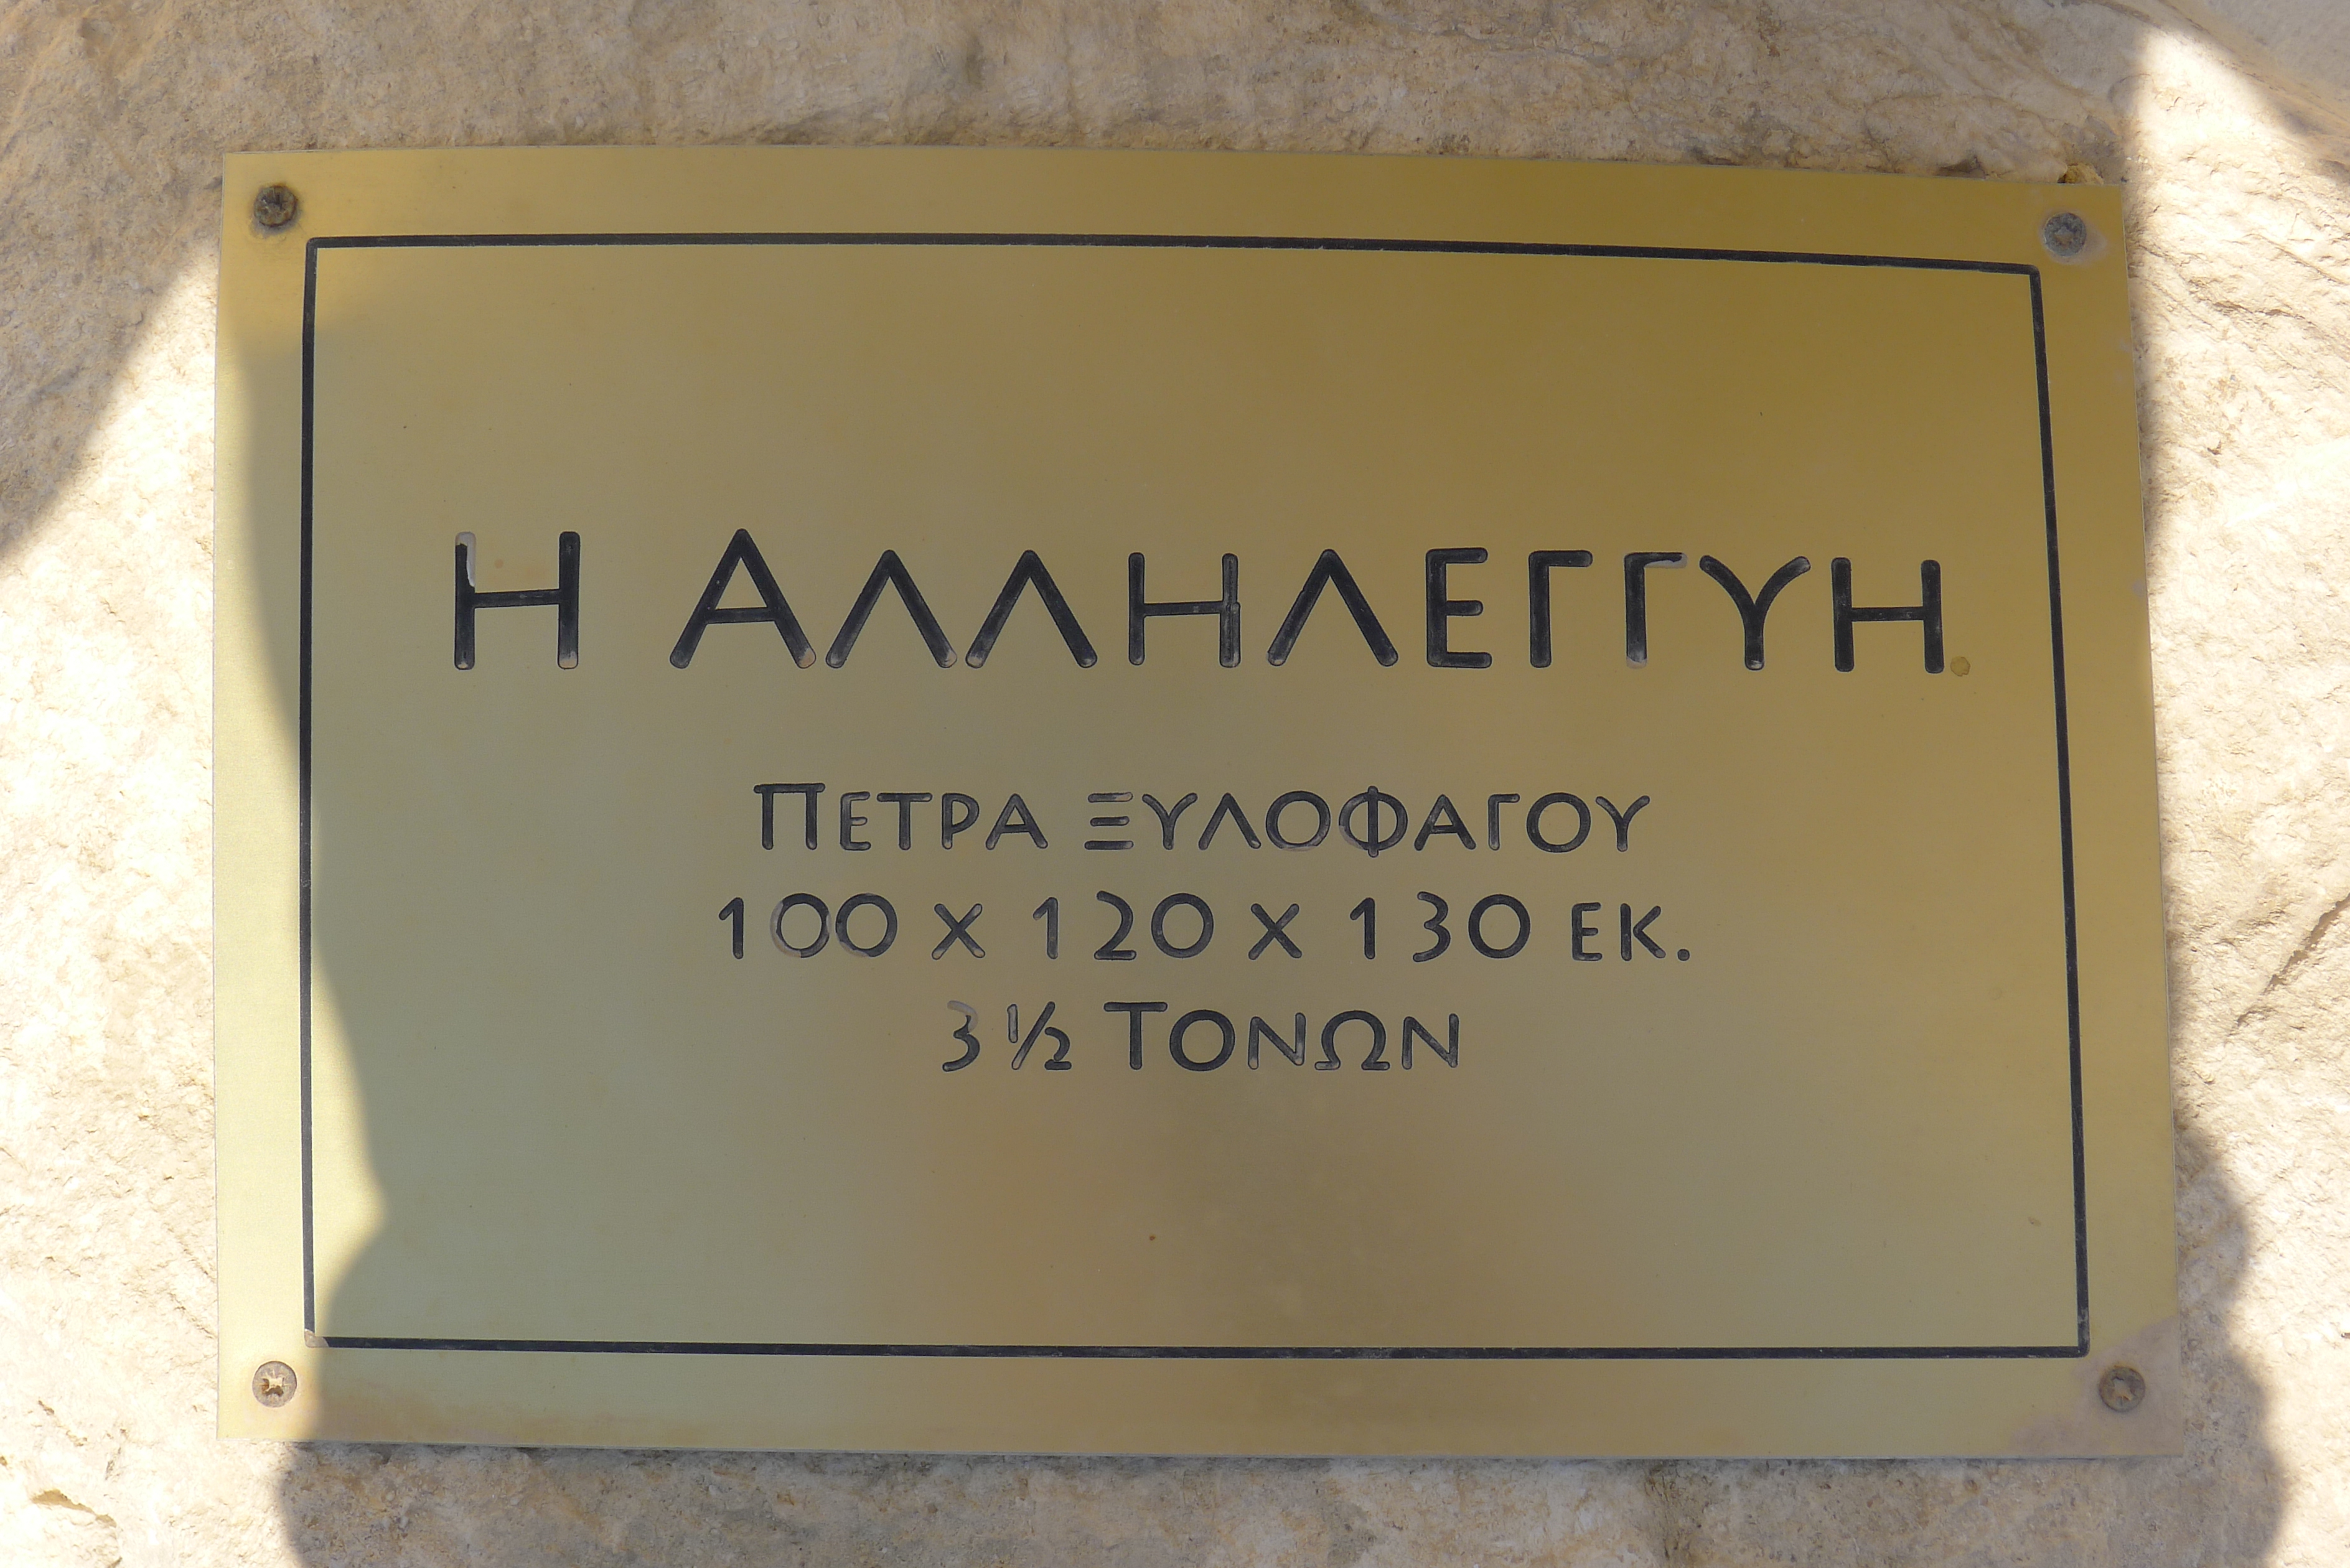 Η ΑΛΛΗΛΕΓΓΥΗ
ΠΕΤΡΑ ΞΥΛΟΦΑΓΟΥ
100 X 120 X 130 ΕΚ.
3 ½ ΤΟΝΩΝ